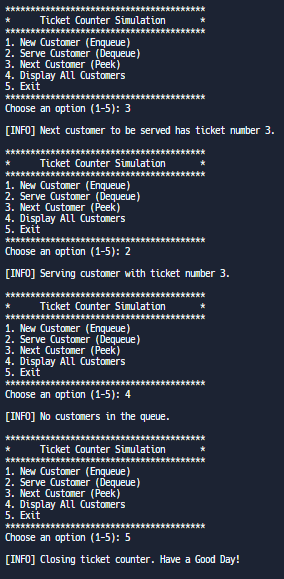 ****************************************
*      Ticket Counter Simulation       *
****************************************
1. New Customer (Enqueue)
2. Serve Customer (Dequeue)
3. Next Customer (Peek)
4. Display All Customers
5. Exit
****************************************
Choose an option (1-5): 3
[INFO] Next customer to be served has ticket number 3.
****************************************
*      Ticket Counter Simulation       *
****************************************
1. New Customer (Enqueue)
2. Serve Customer (Dequeue)
3. Next Customer (Peek)
4. Display All Customers
5. Exit
****************************************
Choose an option (1-5): 2
[INFO] Serving customer with ticket number 3.
****************************************
*      Ticket Counter Simulation       *
****************************************
1. New Customer (Enqueue)
2. Serve Customer (Dequeue)
3. Next Customer (Peek)
4. Display All Customers
5. Exit
****************************************
Choose an option (1-5): 4
[INFO] No customers in the queue.
****************************************
*      Ticket Counter Simulation       *
****************************************
1. New Customer (Enqueue)
2. Serve Customer (Dequeue)
3. Next Customer (Peek)
4. Display All Customers
5. Exit
****************************************
Choose an option (1-5): 5
[INFO] Closing ticket counter. Have a Good Day!